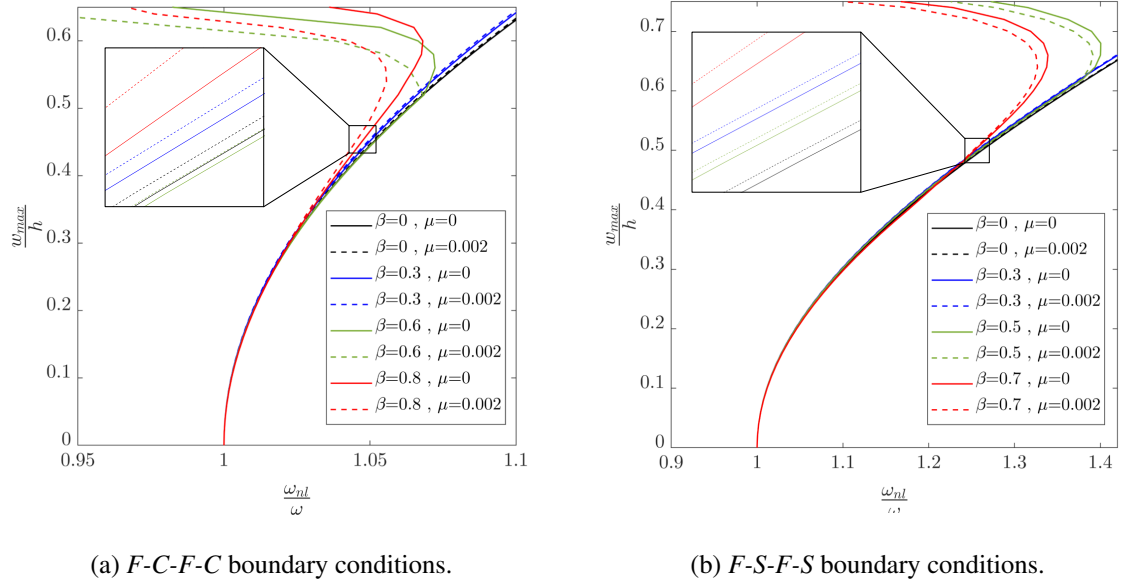 0.6
0.5
0.4
0.3
0.2
0.1
0
w_max
h
β=0 , μ=0
β=0 , μ=0.002
β=0.3 , μ=0
β=0.3 , μ=0.002
β=0.6 , μ=0
β=0.6 , μ=0.002
β=0.8 , μ=0
β=0.8 , μ=0.002
0.95
1
1.05
1.1
ω_nl
ω
(a) F-C-F-C boundary conditions.
0.7
0.6
0.5
0.4
0.3
0.2
0.1
0
w_max
h
β=0 , μ=0
β=0 , μ=0.002
β=0.3 , μ=0
β=0.3 , μ=0.002
β=0.5 , μ=0
β=0.5 , μ=0.002
β=0.7 , μ=0
β=0.7 , μ=0.002
0.9
1
1.1
1.2
1.3
1.4
ω_nl
(b) F-S-F-S boundary conditions.